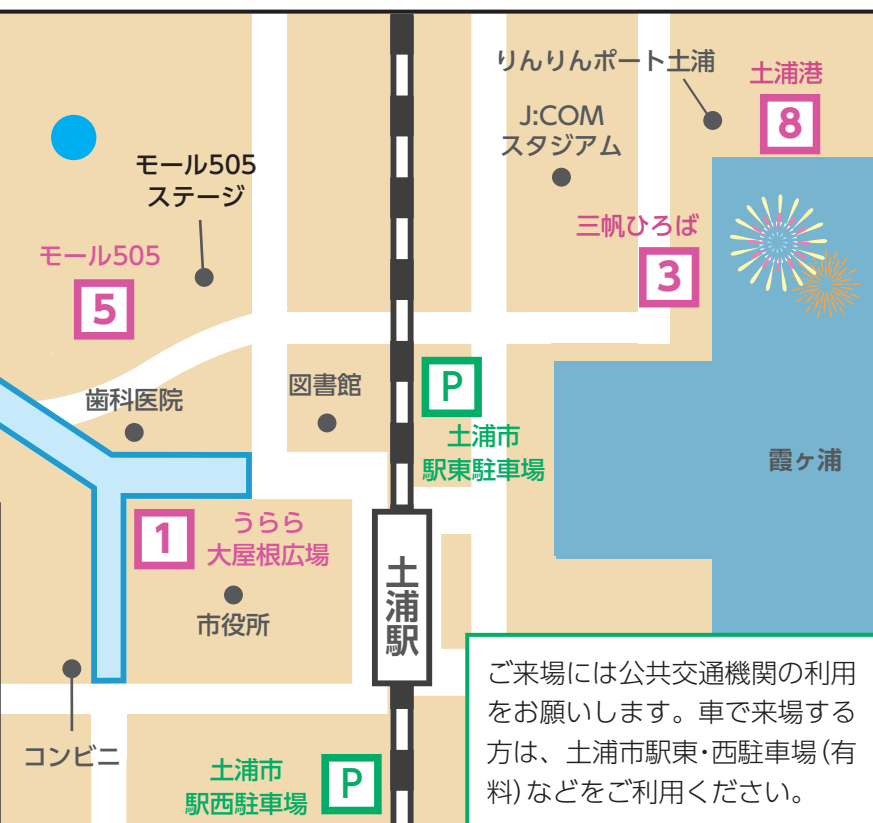 りんりんポート土浦
土浦港
8
J:COM
スタジアム
モール505
ステージ
三帆ひろば
3
モール505
5
図書館
P
土浦市
駅東駐車場
歯科医院
霞ヶ浦
1
うらら
大屋根広場
市役所
土浦駅
コンビニ
土浦市
駅西駐車場
P
ご来場には公共交通機関の利用
をお願いします。車で来場する
方は、土浦市駅東・西駐車場(有
料)などをご利用ください。